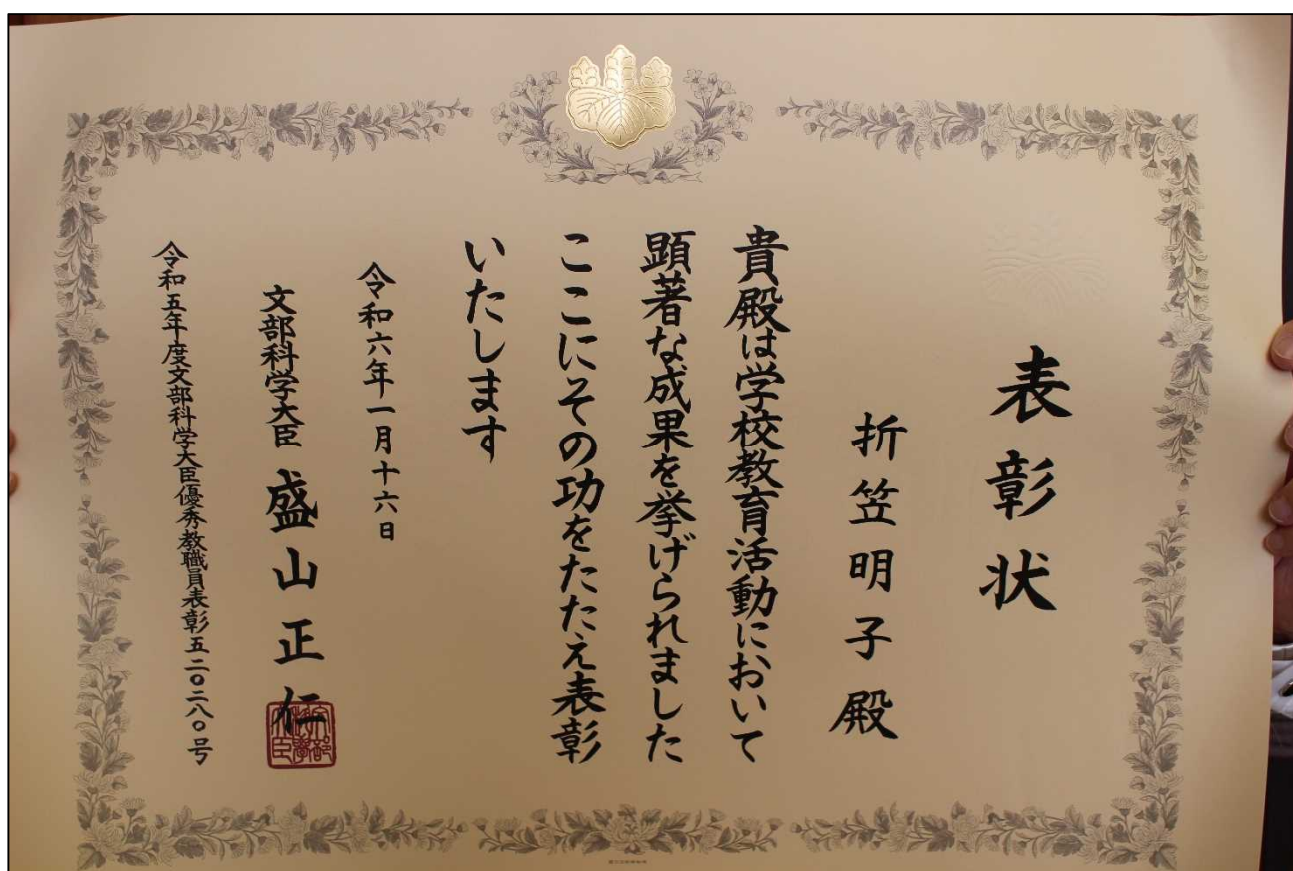 表彰状
折笠明子殿
貴殿は学校教育活動において
顕著な成果を挙げられました
ここにその功をたたえ表彰
いたします
令和六年一月十六日
文部科学大臣 盛山正仁
令和五年度文部科学大臣優秀教職員表彰五二〇二八〇号